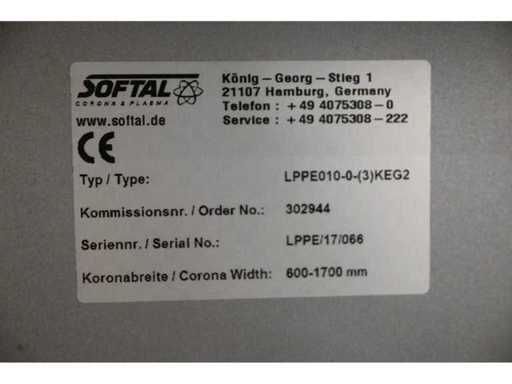 SOFTAL
CORONA & PLASMA
www.softal.de
König – Georg – Stieg 1
21107 Hamburg, Germany
Telefon : +49 4075308–0
Service : +49 4075308–222
CE
Typ / Type: LPPE010-0-(3)KEG2
Kommissionsnr. / Order No.: 302944
Seriennr. / Serial No.: LPPE/17/066
Koronabreite / Corona Width: 600-1700 mm